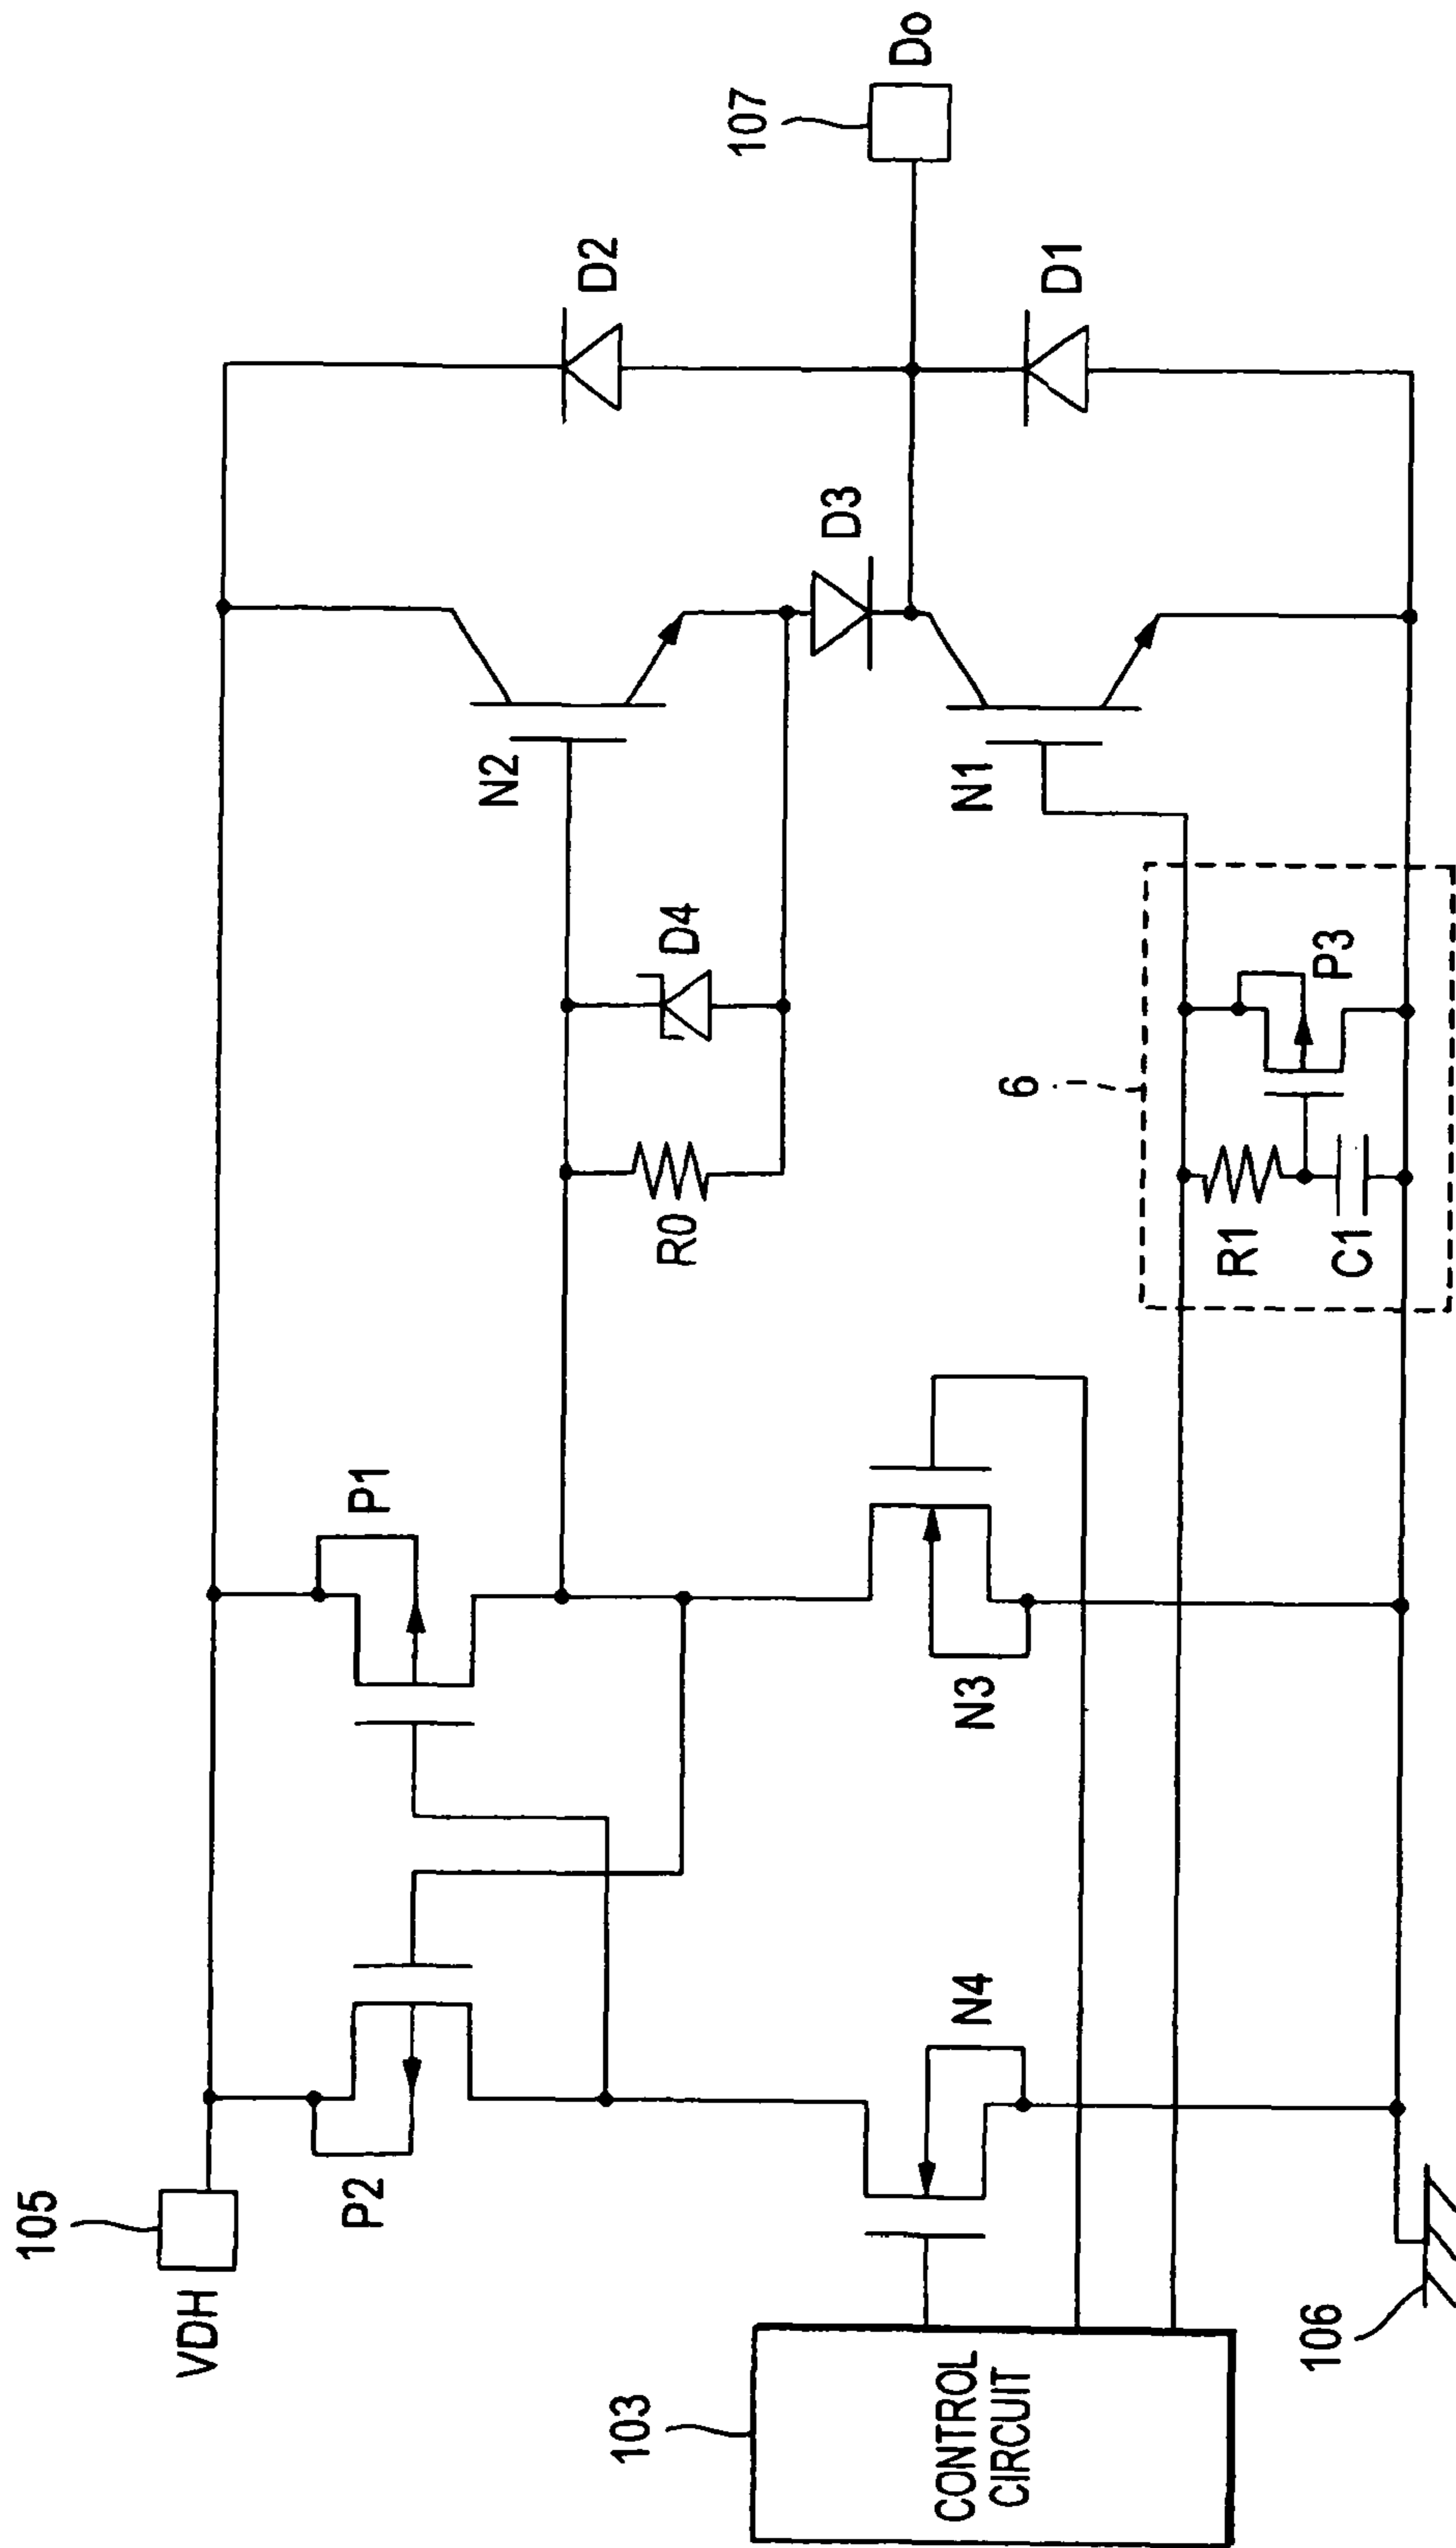 105
VDH
P2
P1
103
CONTROL
CIRCUIT
N4
N3
R0
D4
N2
D2
D3
107
Do
D1
N1
6
R1
C1
P3
106